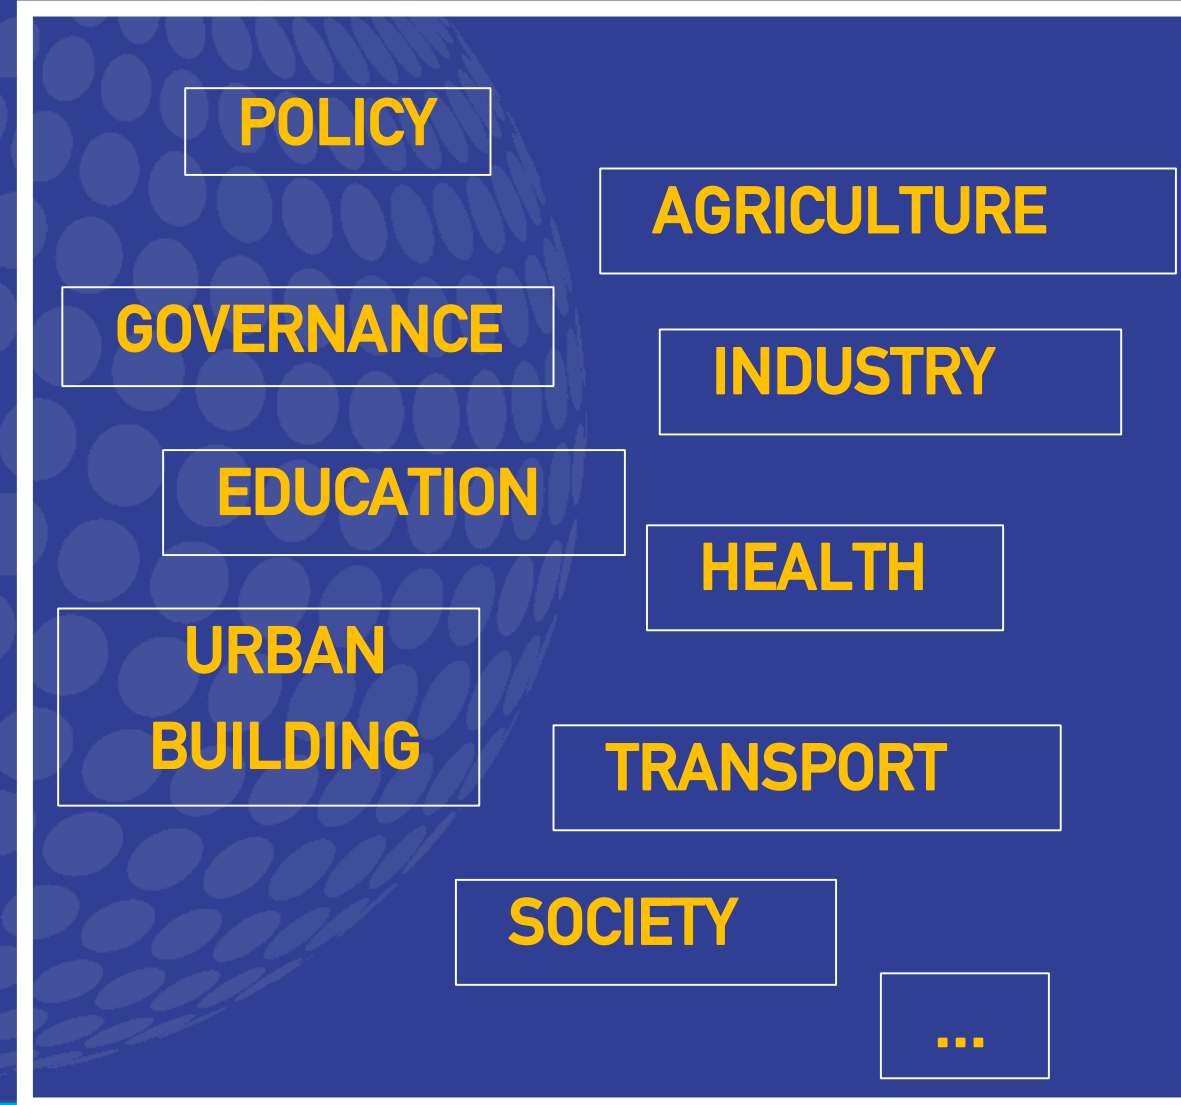 POLICY
AGRICULTURE
GOVERNANCE
INDUSTRY
EDUCATION
HEALTH
URBAN
BUILDING
TRANSPORT
SOCIETY
...